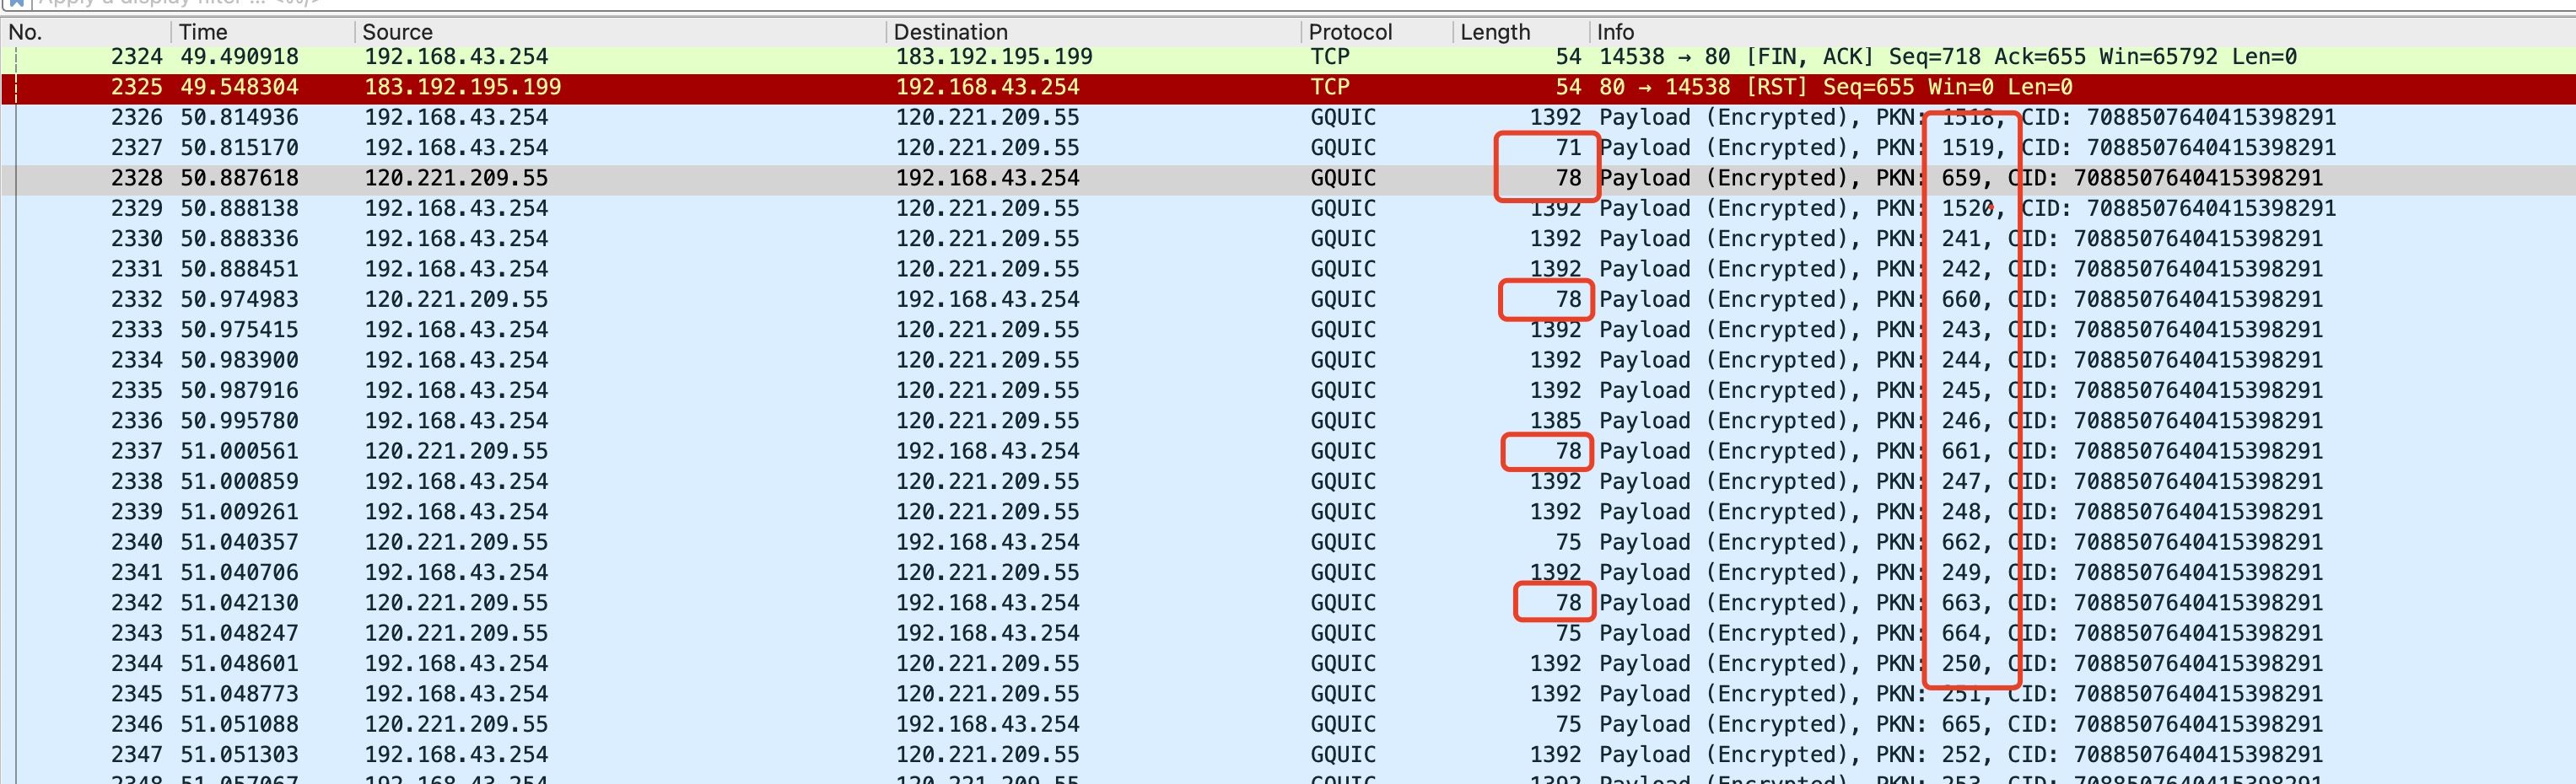 Apply a display filter ... <⌘/>
No. Time Source Destination Protocol Length Info
2324 49.490918 192.168.43.254 183.192.195.199 TCP 54 14538 → 80 [FIN, ACK] Seq=718 Ack=655 Win=65792 Len=0
2325 49.548304 183.192.195.199 192.168.43.254 TCP 54 80 → 14538 [RST] Seq=655 Win=0 Len=0
2326 50.814936 192.168.43.254 120.221.209.55 GQUIC 1392 Payload (Encrypted), PKN: 1518, CID: 7088507640415398291
2327 50.815170 192.168.43.254 120.221.209.55 GQUIC 71 Payload (Encrypted), PKN: 1519, CID: 7088507640415398291
2328 50.887618 120.221.209.55 192.168.43.254 GQUIC 78 Payload (Encrypted), PKN: 659, CID: 7088507640415398291
2329 50.888138 192.168.43.254 120.221.209.55 GQUIC 1392 Payload (Encrypted), PKN: 1520, CID: 7088507640415398291
2330 50.888336 192.168.43.254 120.221.209.55 GQUIC 1392 Payload (Encrypted), PKN: 241, CID: 7088507640415398291
2331 50.888451 192.168.43.254 120.221.209.55 GQUIC 1392 Payload (Encrypted), PKN: 242, CID: 7088507640415398291
2332 50.974983 120.221.209.55 192.168.43.254 GQUIC 78 Payload (Encrypted), PKN: 660, CID: 7088507640415398291
2333 50.975415 192.168.43.254 120.221.209.55 GQUIC 1392 Payload (Encrypted), PKN: 243, CID: 7088507640415398291
2334 50.983900 192.168.43.254 120.221.209.55 GQUIC 1392 Payload (Encrypted), PKN: 244, CID: 7088507640415398291
2335 50.987916 192.168.43.254 120.221.209.55 GQUIC 1392 Payload (Encrypted), PKN: 245, CID: 7088507640415398291
2336 50.995780 192.168.43.254 120.221.209.55 GQUIC 1385 Payload (Encrypted), PKN: 246, CID: 7088507640415398291
2337 51.000561 120.221.209.55 192.168.43.254 GQUIC 78 Payload (Encrypted), PKN: 661, CID: 7088507640415398291
2338 51.000859 192.168.43.254 120.221.209.55 GQUIC 1392 Payload (Encrypted), PKN: 247, CID: 7088507640415398291
2339 51.009261 192.168.43.254 120.221.209.55 GQUIC 1392 Payload (Encrypted), PKN: 248, CID: 7088507640415398291
2340 51.040357 120.221.209.55 192.168.43.254 GQUIC 75 Payload (Encrypted), PKN: 662, CID: 7088507640415398291
2341 51.040706 192.168.43.254 120.221.209.55 GQUIC 1392 Payload (Encrypted), PKN: 249, CID: 7088507640415398291
2342 51.042130 120.221.209.55 192.168.43.254 GQUIC 78 Payload (Encrypted), PKN: 663, CID: 7088507640415398291
2343 51.048247 120.221.209.55 192.168.43.254 GQUIC 75 Payload (Encrypted), PKN: 664, CID: 7088507640415398291
2344 51.048601 192.168.43.254 120.221.209.55 GQUIC 1392 Payload (Encrypted), PKN: 250, CID: 7088507640415398291
2345 51.048773 192.168.43.254 120.221.209.55 GQUIC 1392 Payload (Encrypted), PKN: 251, CID: 7088507640415398291
2346 51.051088 120.221.209.55 192.168.43.254 GQUIC 75 Payload (Encrypted), PKN: 665, CID: 7088507640415398291
2347 51.051303 192.168.43.254 120.221.209.55 GQUIC 1392 Payload (Encrypted), PKN: 252, CID: 7088507640415398291
2348 51.057067 192.168.43.254 120.221.209.55 GQUIC 1392 Payload (Encrypted), PKN: 253, CID: 7088507640415398291